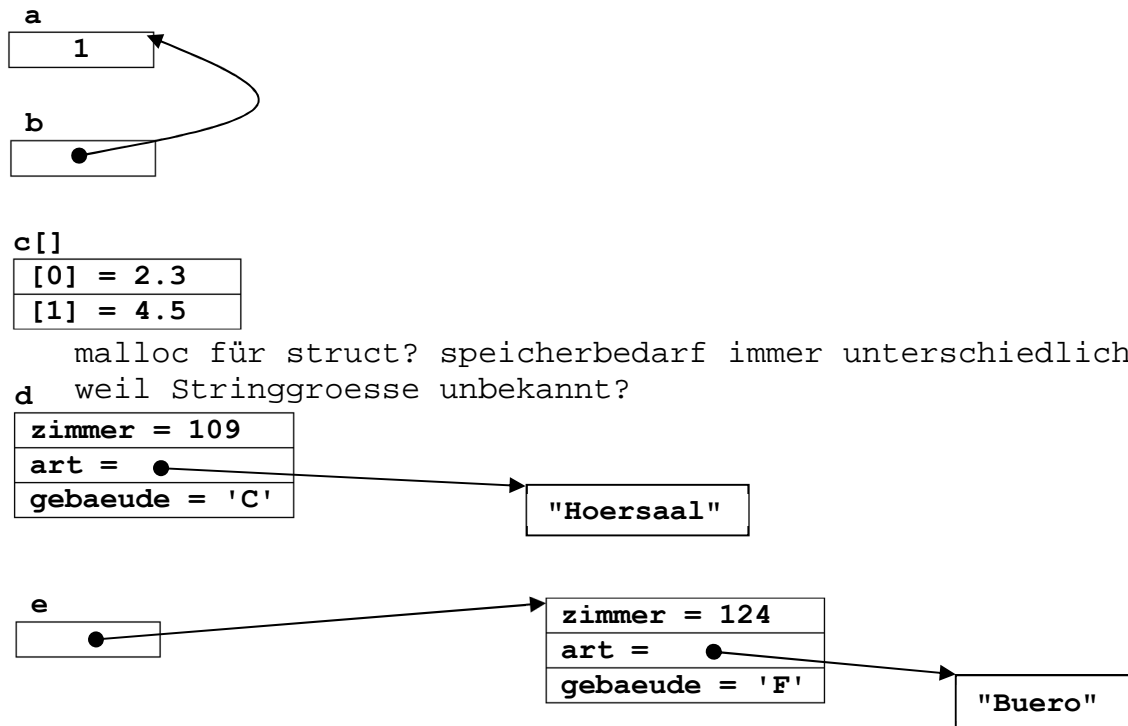 a
1
b
c[]
[0] = 2.3
[1] = 4.5
malloc für struct? speicherbedarf immer unterschiedlich
weil Stringgroesse unbekannt?
d
zimmer = 109
art =
gebaeude = 'C'
"Hoersaal"
e
zimmer = 124
art =
gebaeude = 'F'
"Buero"